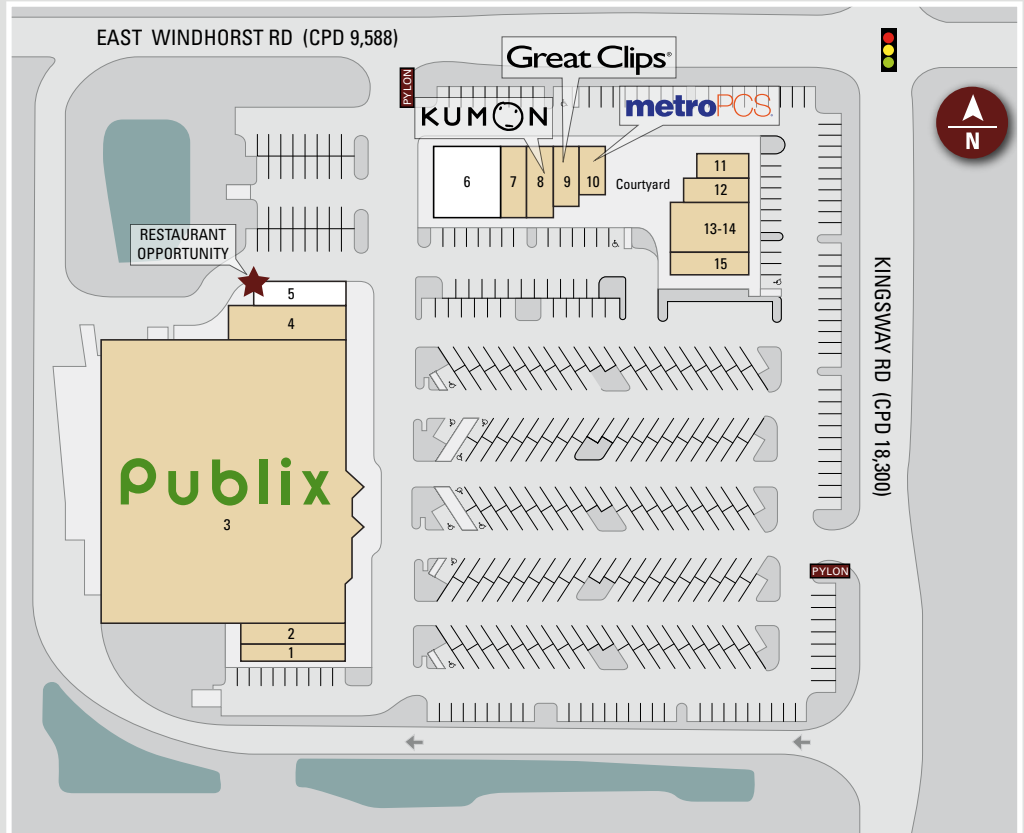 EAST WINDHORST RD (CPD 9,588)
PYLON
Great Clips®
KUMON
metroPCS.
N
6
7
8
9
10
Courtyard
11
12
13-14
15
RESTAURANT
OPPORTUNITY
5
4
KINGSWAY RD (CPD 18,300)
Publix
3
PYLON
2
1